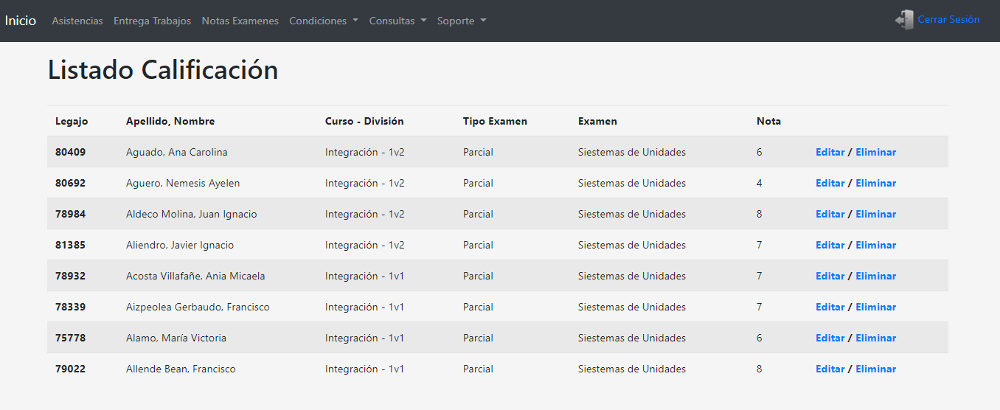 Inicio Asistencias Entrega Trabajos Notas Examenes Condiciones Consultas Soporte Cerrar Sesión
Listado Calificación
Legajo Apellido, Nombre Curso - División Tipo Examen Examen Nota
80409 Aguado, Ana Carolina Integración - 1v2 Parcial Siestemas de Unidades 6 Editar / Eliminar
80692 Aguero, Nemesis Ayelen Integración - 1v2 Parcial Siestemas de Unidades 4 Editar / Eliminar
78984 Aldeco Molina, Juan Ignacio Integración - 1v2 Parcial Siestemas de Unidades 8 Editar / Eliminar
81385 Aliendro, Javier Ignacio Integración - 1v2 Parcial Siestemas de Unidades 7 Editar / Eliminar
78932 Acosta Villafañe, Ania Micaela Integración - 1v1 Parcial Siestemas de Unidades 7 Editar / Eliminar
78339 Aizpeolea Gerbaudo, Francisco Integración - 1v1 Parcial Siestemas de Unidades 7 Editar / Eliminar
75778 Alamo, María Victoria Integración - 1v1 Parcial Siestemas de Unidades 6 Editar / Eliminar
79022 Allende Bean, Francisco Integración - 1v1 Parcial Siestemas de Unidades 8 Editar / Eliminar